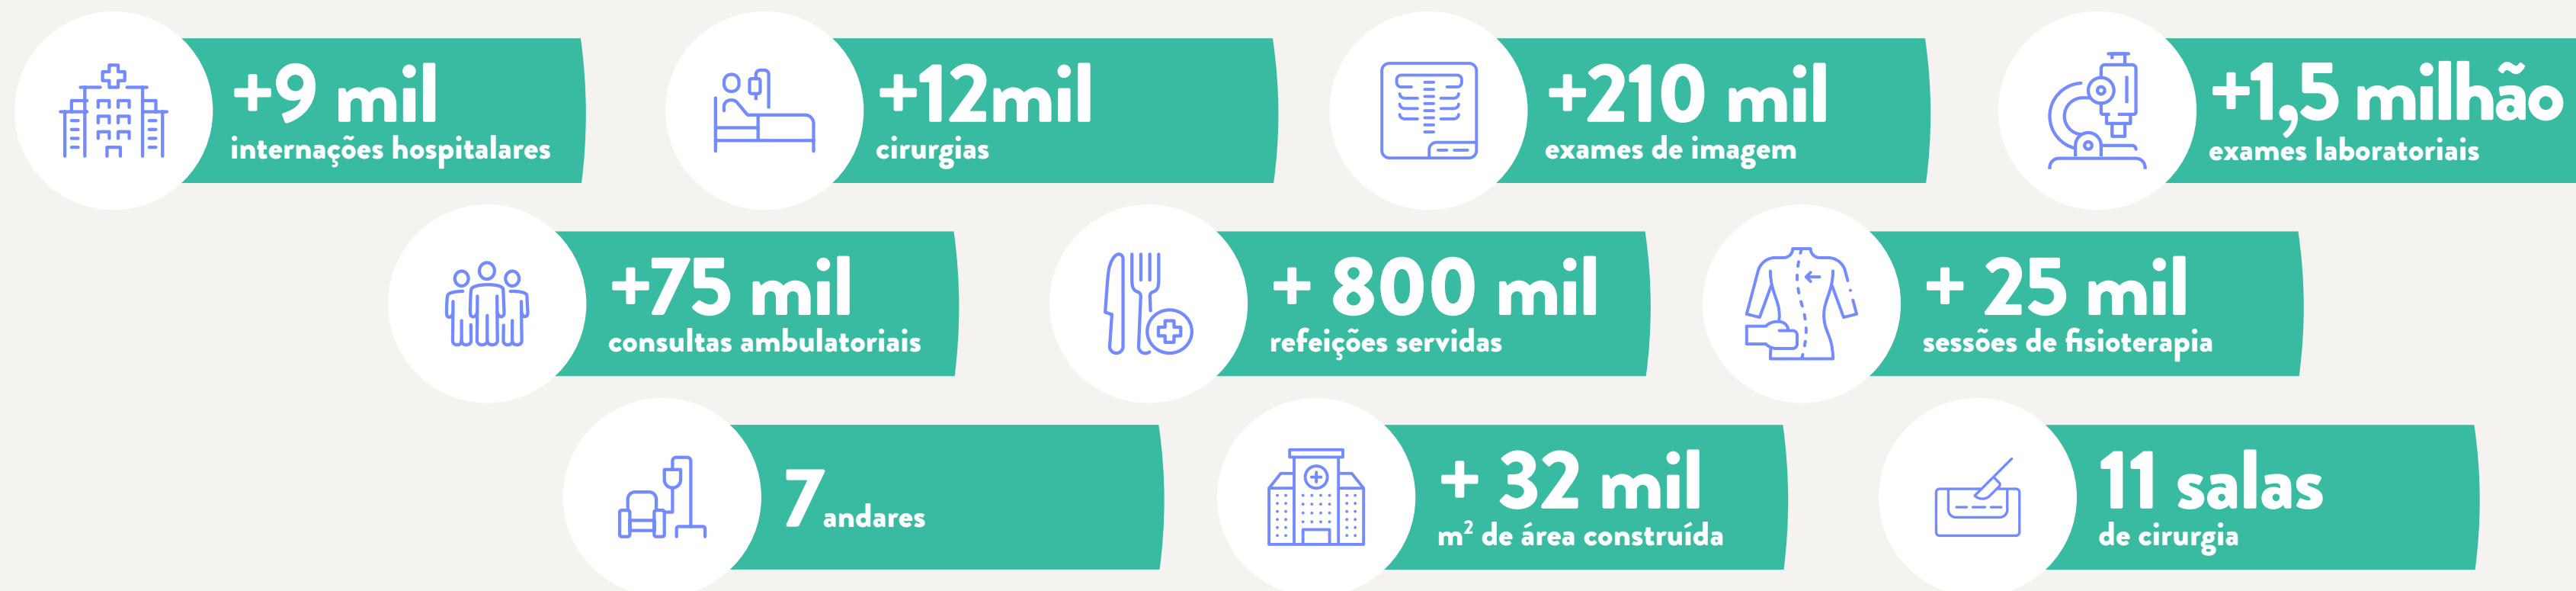 +9 mil
internações hospitalares
+12mil
cirurgias
+210 mil
exames de imagem
+1,5 milhão
exames laboratoriais
+75 mil
consultas ambulatoriais
+ 800 mil
refeições servidas
+ 25 mil
sessões de fisioterapia
7 andares
+ 32 mil
m² de área construída
11 salas
de cirurgia